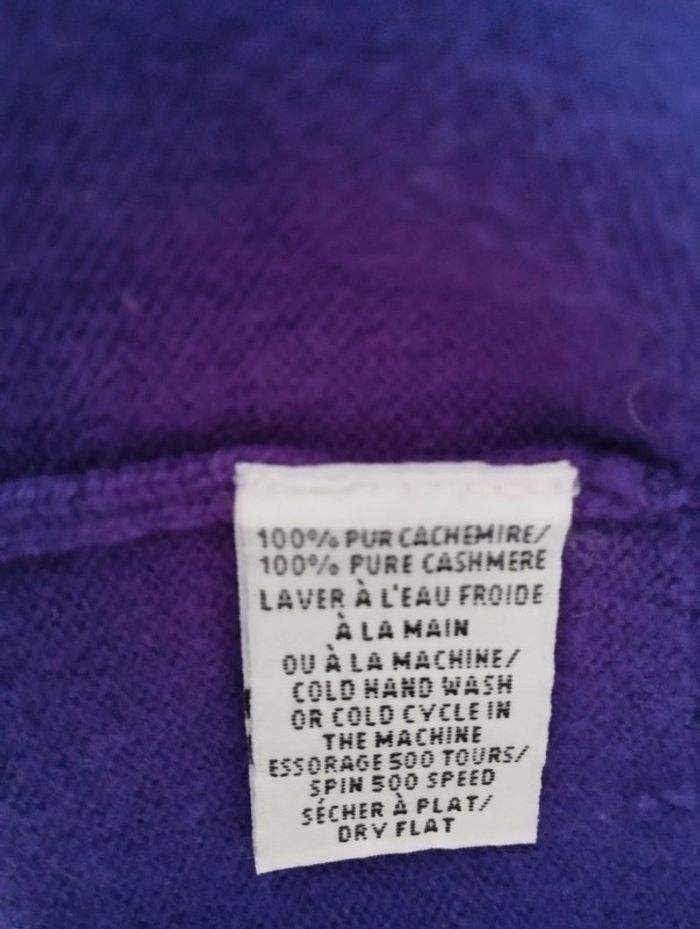 100% PUR CACHEMIRE/
100% PURE CASHMERE
LAVER À L'EAU FROIDE
À LA MAIN
OU À LA MACHINE/
COLD HAND WASH
OR COLD CYCLE IN
THE MACHINE
ESSORAGE 500 TOURS/
SPIN 500 SPEED
SÉCHER À PLAT/
DRY FLAT